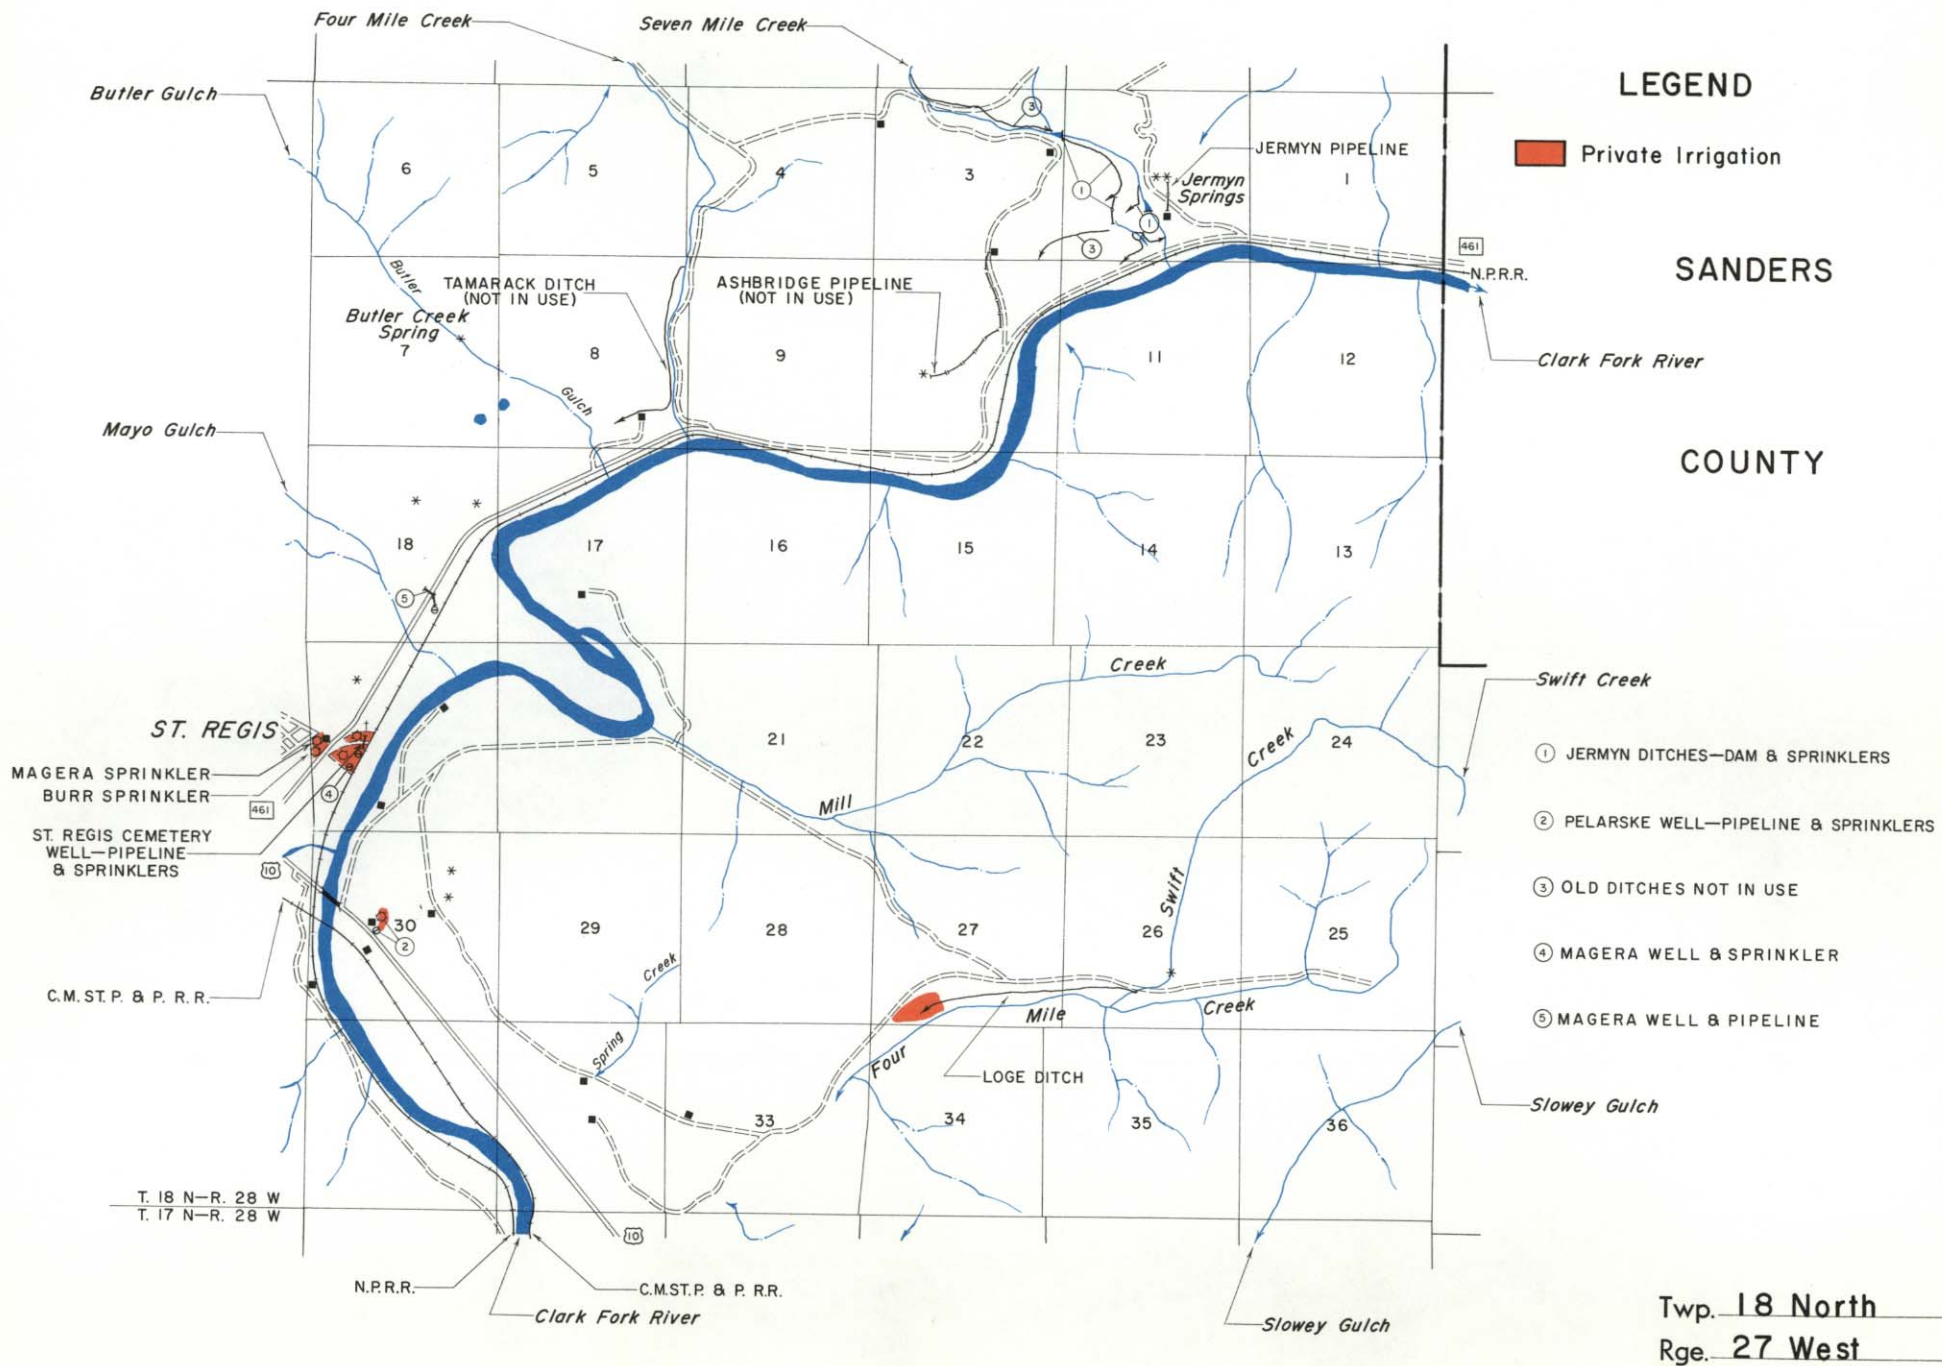 Four Mile Creek
Seven Mile Creek
Butler Gulch
LEGEND
Private Irrigation
JERMYN PIPELINE
Jermyn
Springs
6
5
4
3
1
3
1
1
3
461
N.P.R.R.
SANDERS
COUNTY
Butler
Gulch
TAMARACK DITCH
(NOT IN USE)
ASHBRIDGE PIPELINE
(NOT IN USE)
Butler Creek
Spring
7
8
9
11
12
Clark Fork River
Mayo Gulch
18
17
16
15
14
13
5
Creek
Swift Creek
ST. REGIS
21
22
23
24
Creek
MAGERA SPRINKLER
BURR SPRINKLER
4
461
Mill
ST. REGIS CEMETERY
WELL—PIPELINE
& SPRINKLERS
10
1 JERMYN DITCHES—DAM & SPRINKLERS
2 PELARSKE WELL—PIPELINE & SPRINKLERS
3 OLD DITCHES NOT IN USE
4 MAGERA WELL & SPRINKLER
5 MAGERA WELL & PIPELINE
Swift
30
2
29
28
27
26
25
C.M.ST.P. & P. R.R.
Creek
Spring
Mile
Creek
Four
LOGE DITCH
33
34
35
36
Slowey Gulch
T. 18 N—R. 28 W
T. 17 N—R. 28 W
10
N.P.R.R.
C.M.ST.P. & P. R.R.
Clark Fork River
Slowey Gulch
Twp. 18 North
Rge. 27 West